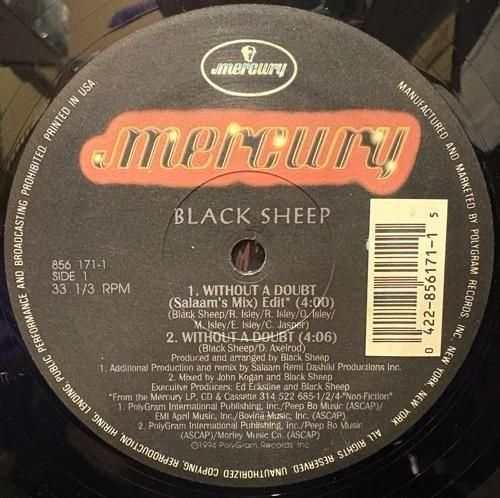 mercury
mercury
BLACK SHEEP
856 171-1
SIDE 1
33 1/3 RPM
1. WITHOUT A DOUBT
(Salaam's Mix) Edit* (4:00)
(Black Sheep/R. Isley/R. Isley/O. Isley/
M. Isley/E. Isley/C. Jasper)
2. WITHOUT A DOUBT (4:06)
(Black Sheep/D. Axelrod)
Produced and arranged by Black Sheep
1. Additional Production and remix by Salaam Remi Dashiki Productions Inc.
2. Mixed by John Kogan and Black Sheep
Executive Producers: Ed Eckstine and Black Sheep
*From the Mercury LP, CD & Cassette 314 522 685-1/2/4-"Non-Fiction"
1. PolyGram International Publishing, Inc./Peep Bo Music (ASCAP)/
EMI April Music, Inc./Bovina Music, Inc. (ASCAP)
2. PolyGram International Publishing, Inc./Peep Bo Music
(ASCAP)/Morley Music Co. (ASCAP)
©1994 PolyGram Records Inc
0 422-856171-1 5
MANUFACTURED AND MARKETED BY POLYGRAM RECORDS, INC., NEW YORK, NEW YORK. ALL RIGHTS RESERVED. UNAUTHORIZED COPYING, REPRODUCTION, HIRING, LENDING, PUBLIC PERFORMANCE AND BROADCASTING PROHIBITED. PRINTED IN USA.